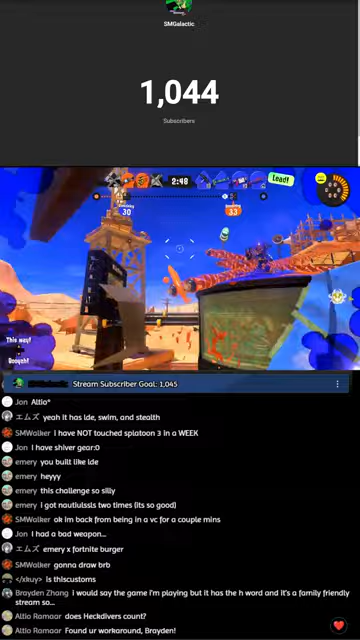 SMGalactic
1,044
Subscribers
Lead!
2:48
30
33
This way!
Booyah!
SMGalactic Stream Subscriber Goal: 1,045
Jon Altio*
エムズ yeah it has lde, swim, and stealth
SMWalker I have NOT touched splatoon 3 in a WEEK
Jon I have shiver gear:0
emery you built like lde
emery heyyy
emery this challenge so silly
emery I got nautiulssls two times (its so good)
SMWalker ok im back from being in a vc for a couple mins
Jon I had a bad weapon...
エムズ emery x fortnite burger
SMWalker gonna draw brb
</xkuy> is thiscustoms
Brayden Zhang i would say the game i'm playing but it has the h word and it's a family friendly
stream so...
Altio Ramaar does Heckdivers count?
Altio Ramaar Found ur workaround, Brayden!